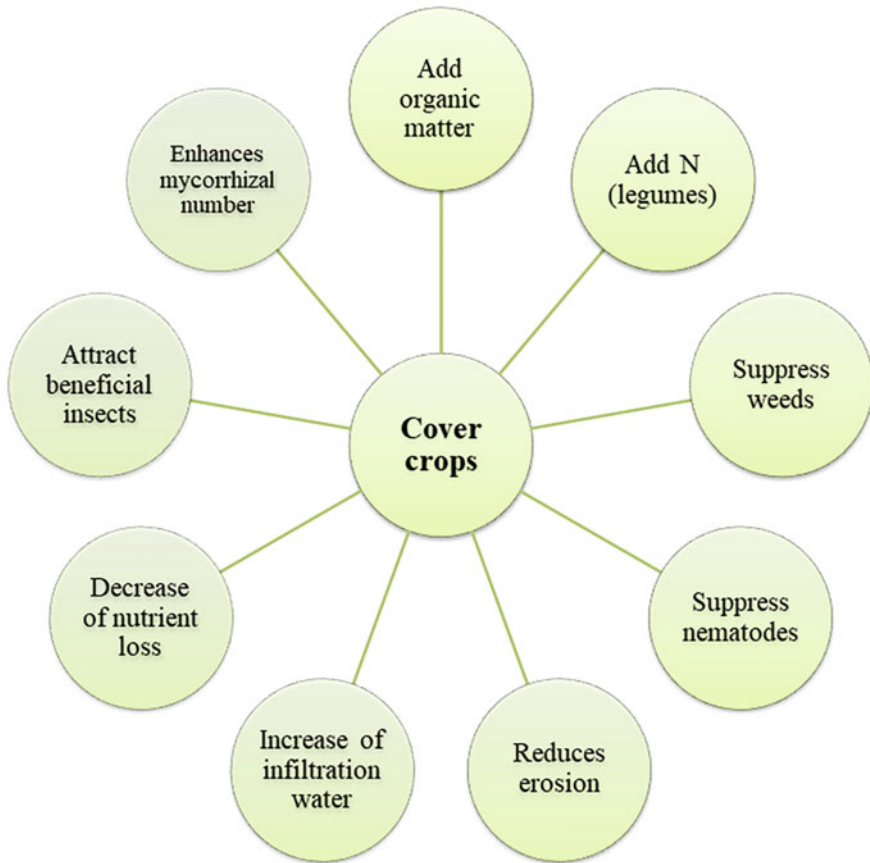 Add
organic
matter
Add N
(legumes)
Suppress
weeds
Suppress
nematodes
Reduces
erosion
Increase of
infiltration
water
Decrease
of nutrient
loss
Attract
beneficial
insects
Enhances
mycorrhizal
number
Cover
crops